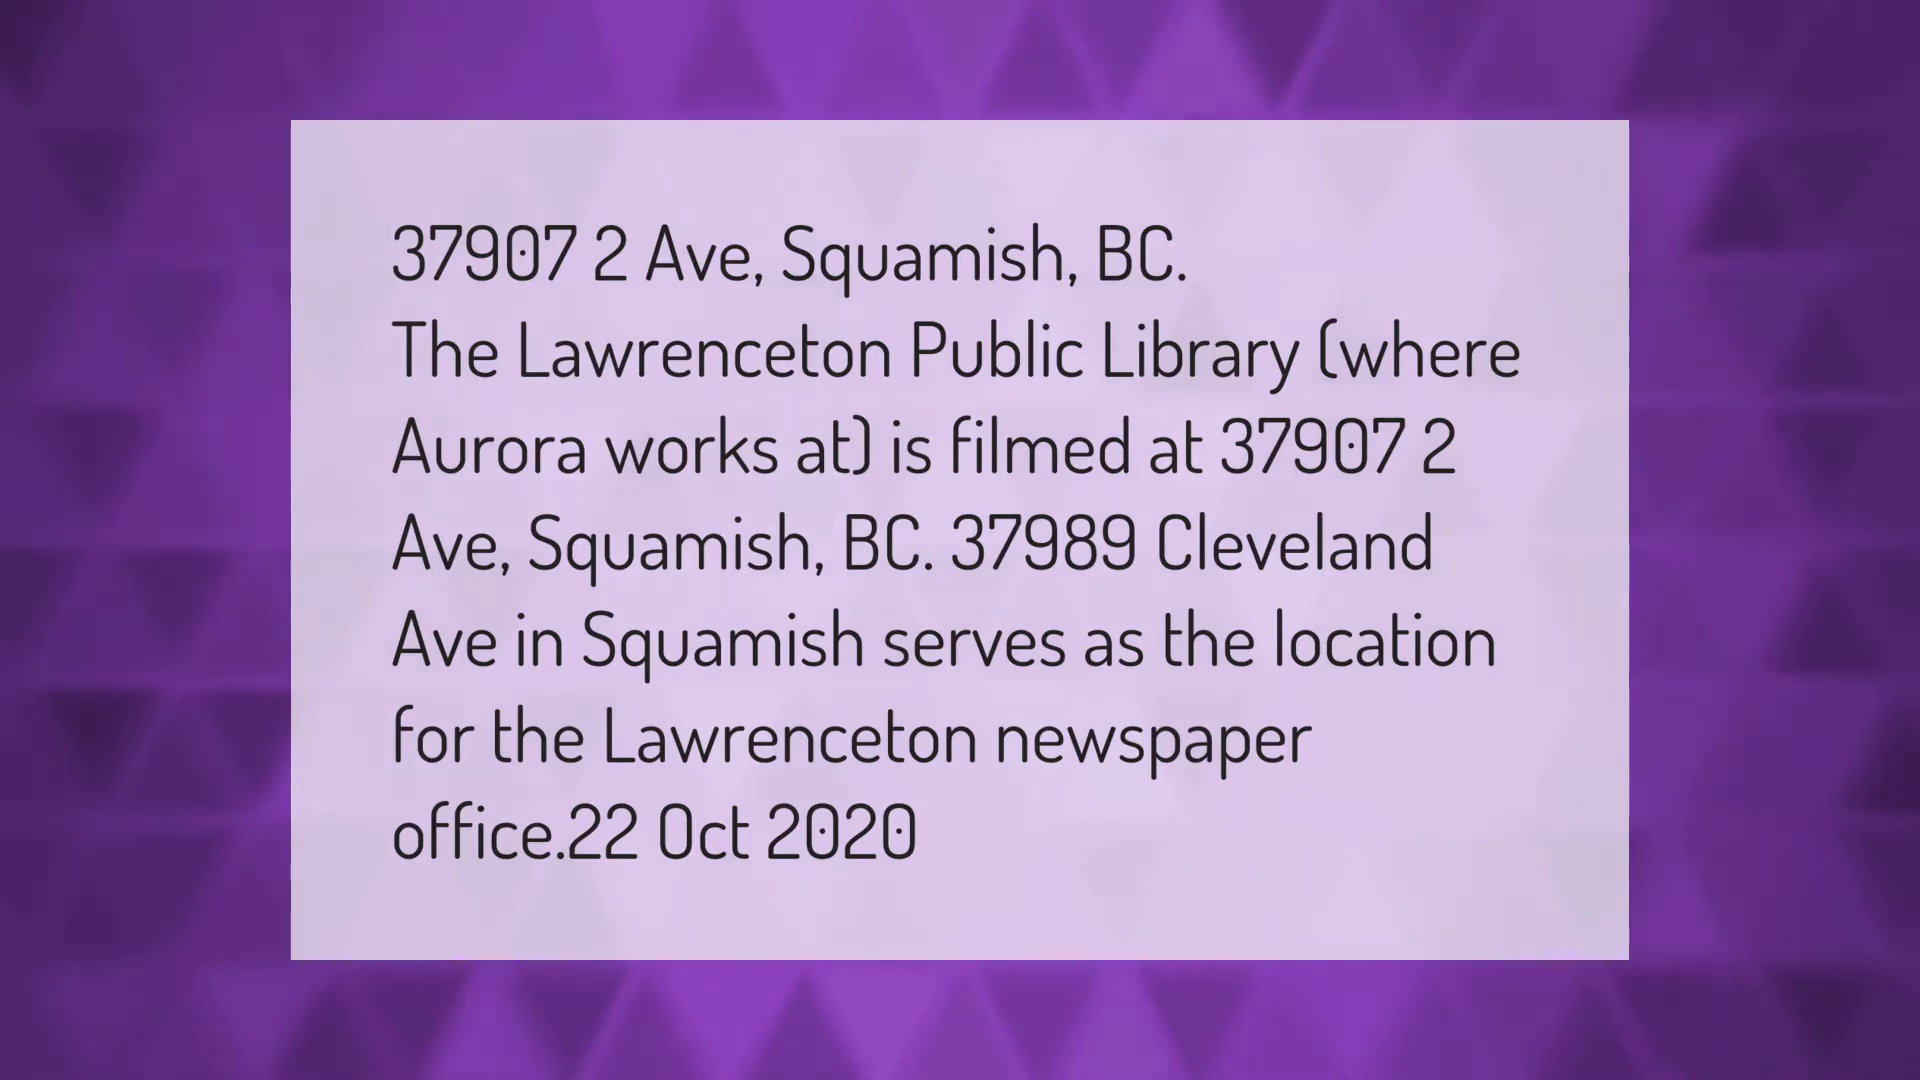 37907 2 Ave, Squamish, BC.
The Lawrenceton Public Library (where
Aurora works at) is filmed at 37907 2
Ave, Squamish, BC. 37989 Cleveland
Ave in Squamish serves as the location
for the Lawrenceton newspaper
office.22 Oct 2020